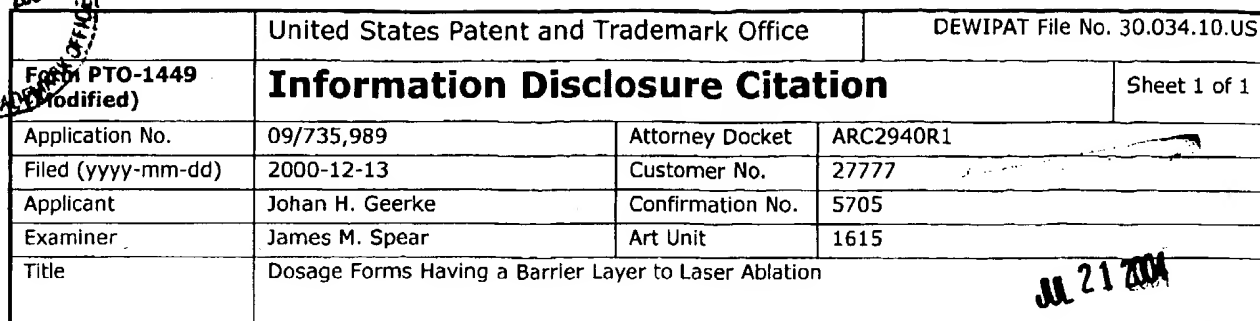 United States Patent and Trademark Office DEWIPAT File No. 30.034.10.US
Form PTO-1449 Information Disclosure Citation Sheet 1 of 1
(Modified)
Application No. 09/735,989 Attorney Docket ARC2940R1
Filed (yyyy-mm-dd) 2000-12-13 Customer No. 27777
Applicant Johan H. Geerke Confirmation No. 5705
Examiner James M. Spear Art Unit 1615
Title Dosage Forms Having a Barrier Layer to Laser Ablation
JUL 21 2004